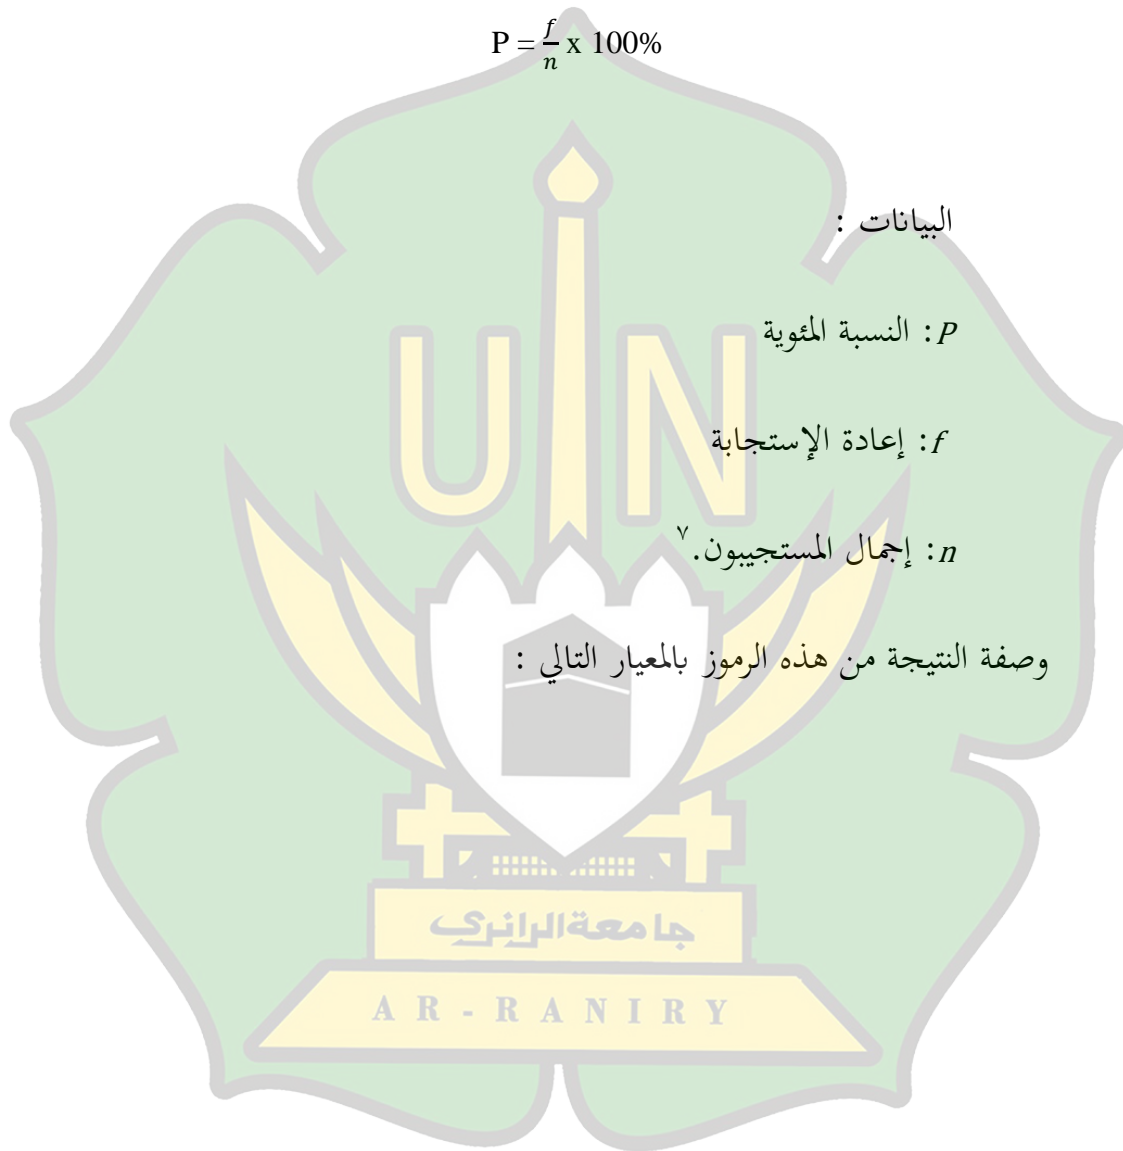 P = f/n x 100%
البيانات :
P: النسبة المئوية
f: إعادة الإستجابة
n: إجمال المستجيبون.٧
وصفة النتيجة من هذه الرموز بالمعيار التالي :
UIN
جامعة الرانري
AR-RANIRY